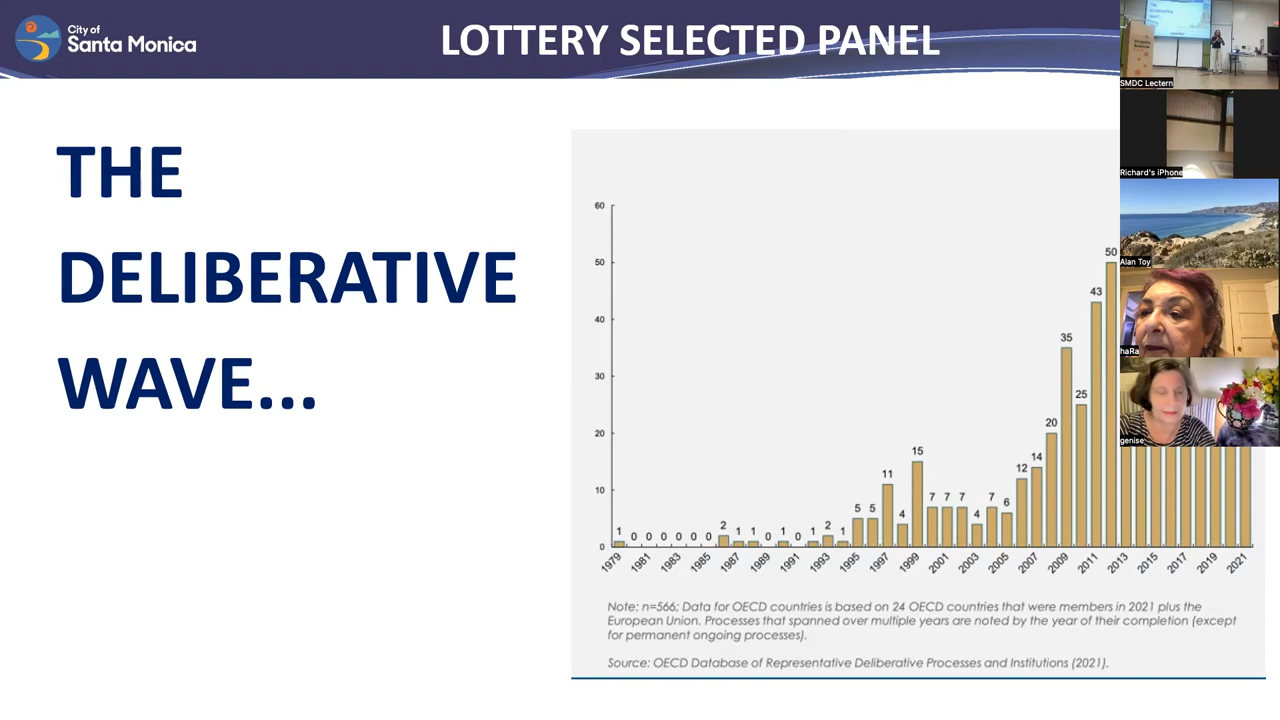 City of
Santa Monica
LOTTERY SELECTED PANEL
THE
DELIBERATIVE
WAVE...
60
50
40
30
20
10
0
1 0 0 0 0 0 0 2 1 1 0 1 0 1 2 1 5 5 11 4 15 7 7 7 4 7 6 12 14 20 35 25 43 50
1979 1981 1983 1985 1987 1989 1991 1993 1995 1997 1999 2001 2003 2005 2007 2009 2011 2013 2015 2017 2019 2021
Note: n=566; Data for OECD countries is based on 24 OECD countries that were members in 2021 plus the
European Union. Processes that spanned over multiple years are noted by the year of their completion (except
for permanent ongoing processes).
Source: OECD Database of Representative Deliberative Processes and Institutions (2021).
SMDC Lectern
Richard's iPhone
Alan Toy
haRa
genise